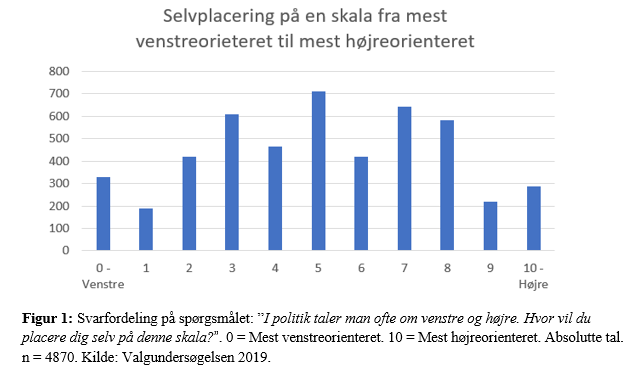 Selvplacering på en skala fra mest
venstreorieteret til mest højreorienteret
800
700
600
500
400
300
200
100
0
0 -
Venstre
1
2
3
4
5
6
7
8
9
10 -
Højre
Figur 1: Svarfordeling på spørgsmålet: ”I politik taler man ofte om venstre og højre. Hvor vil du
placere dig selv på denne skala?”. 0 = Mest venstreorienteret. 10 = Mest højreorienteret. Absolutte tal.
n = 4870. Kilde: Valgundersøgelsen 2019.